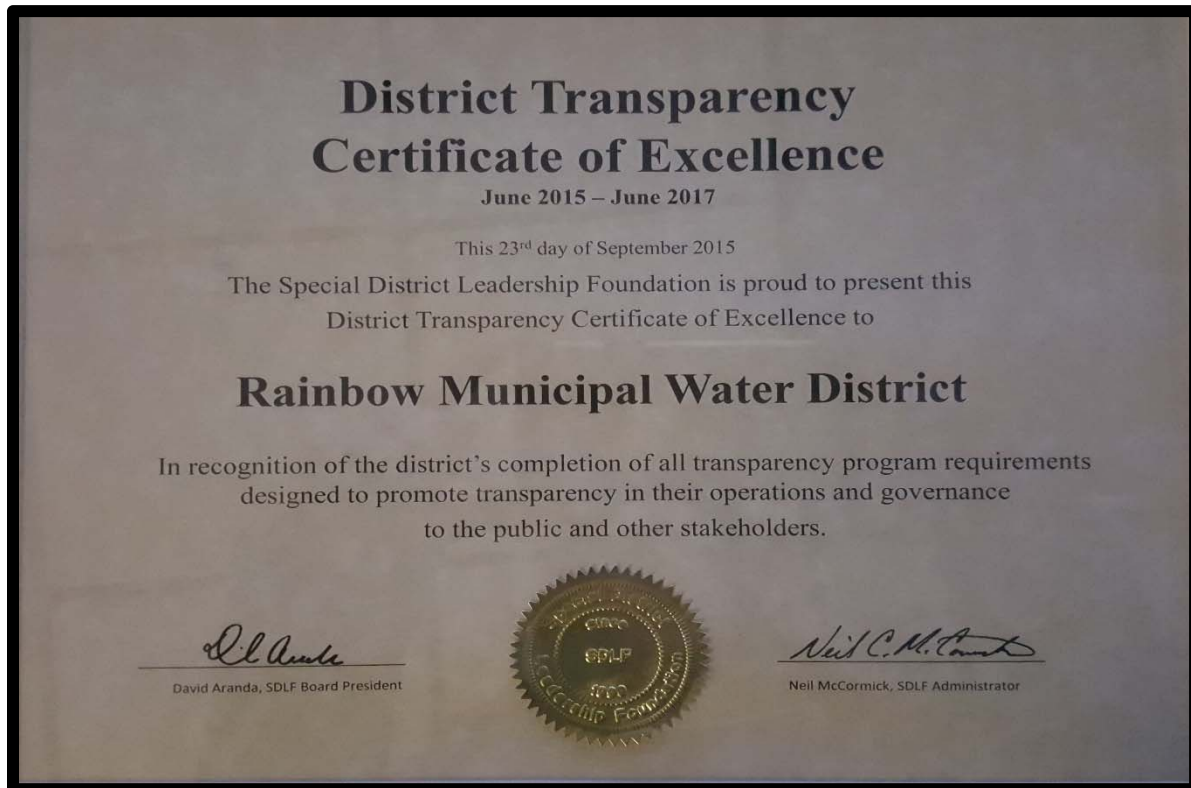 District Transparency
Certificate of Excellence
June 2015 – June 2017
This 23rd day of September 2015
The Special District Leadership Foundation is proud to present this
District Transparency Certificate of Excellence to
Rainbow Municipal Water District
In recognition of the district's completion of all transparency program requirements
designed to promote transparency in their operations and governance
to the public and other stakeholders.
David Aranda, SDLF Board President
SDLF
Leadership Foundation
Neil C. McCormick
Neil McCormick, SDLF Administrator